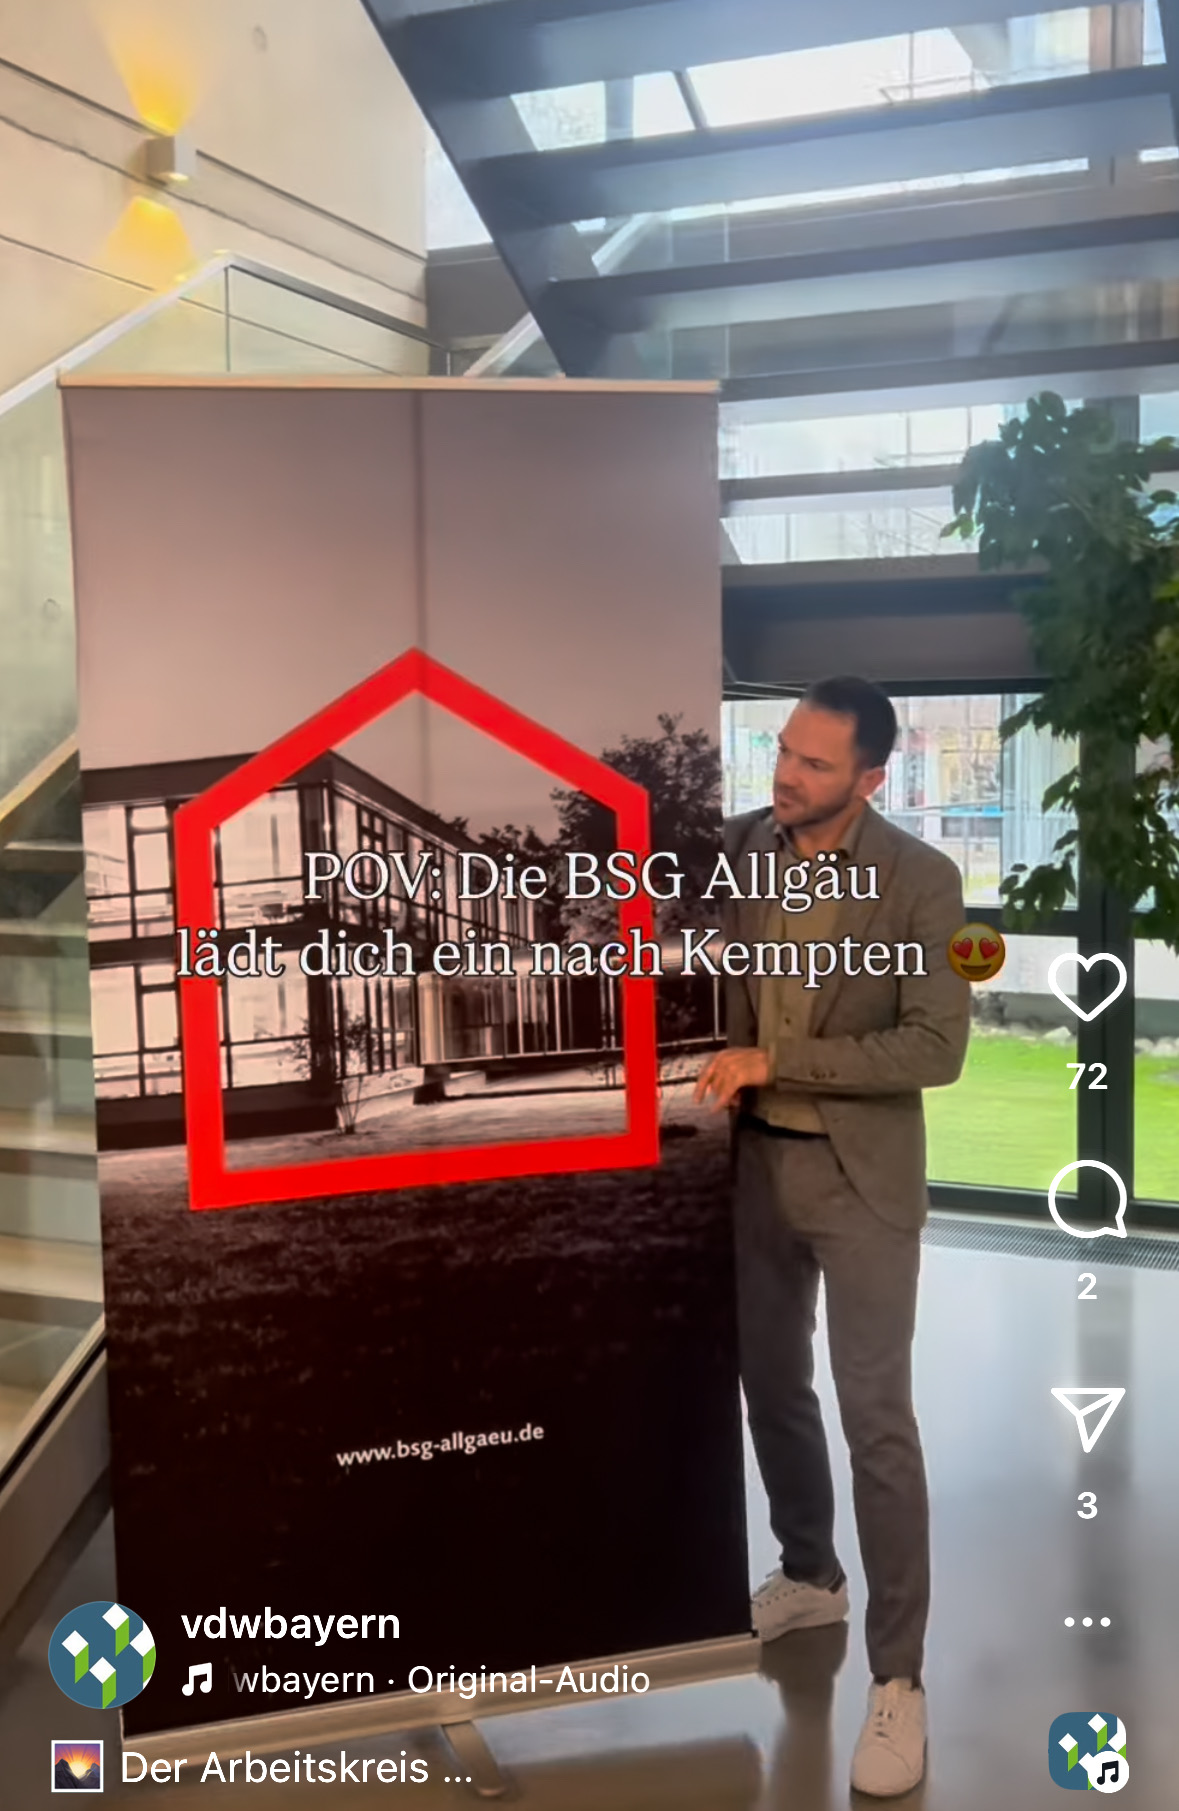 POV: Die BSG Allgäu
lädt dich ein nach Kempten 😍
72
2
www.bsg-allgaeu.de
3
vdwbayern
wbayern · Original-Audio
Der Arbeitskreis ...